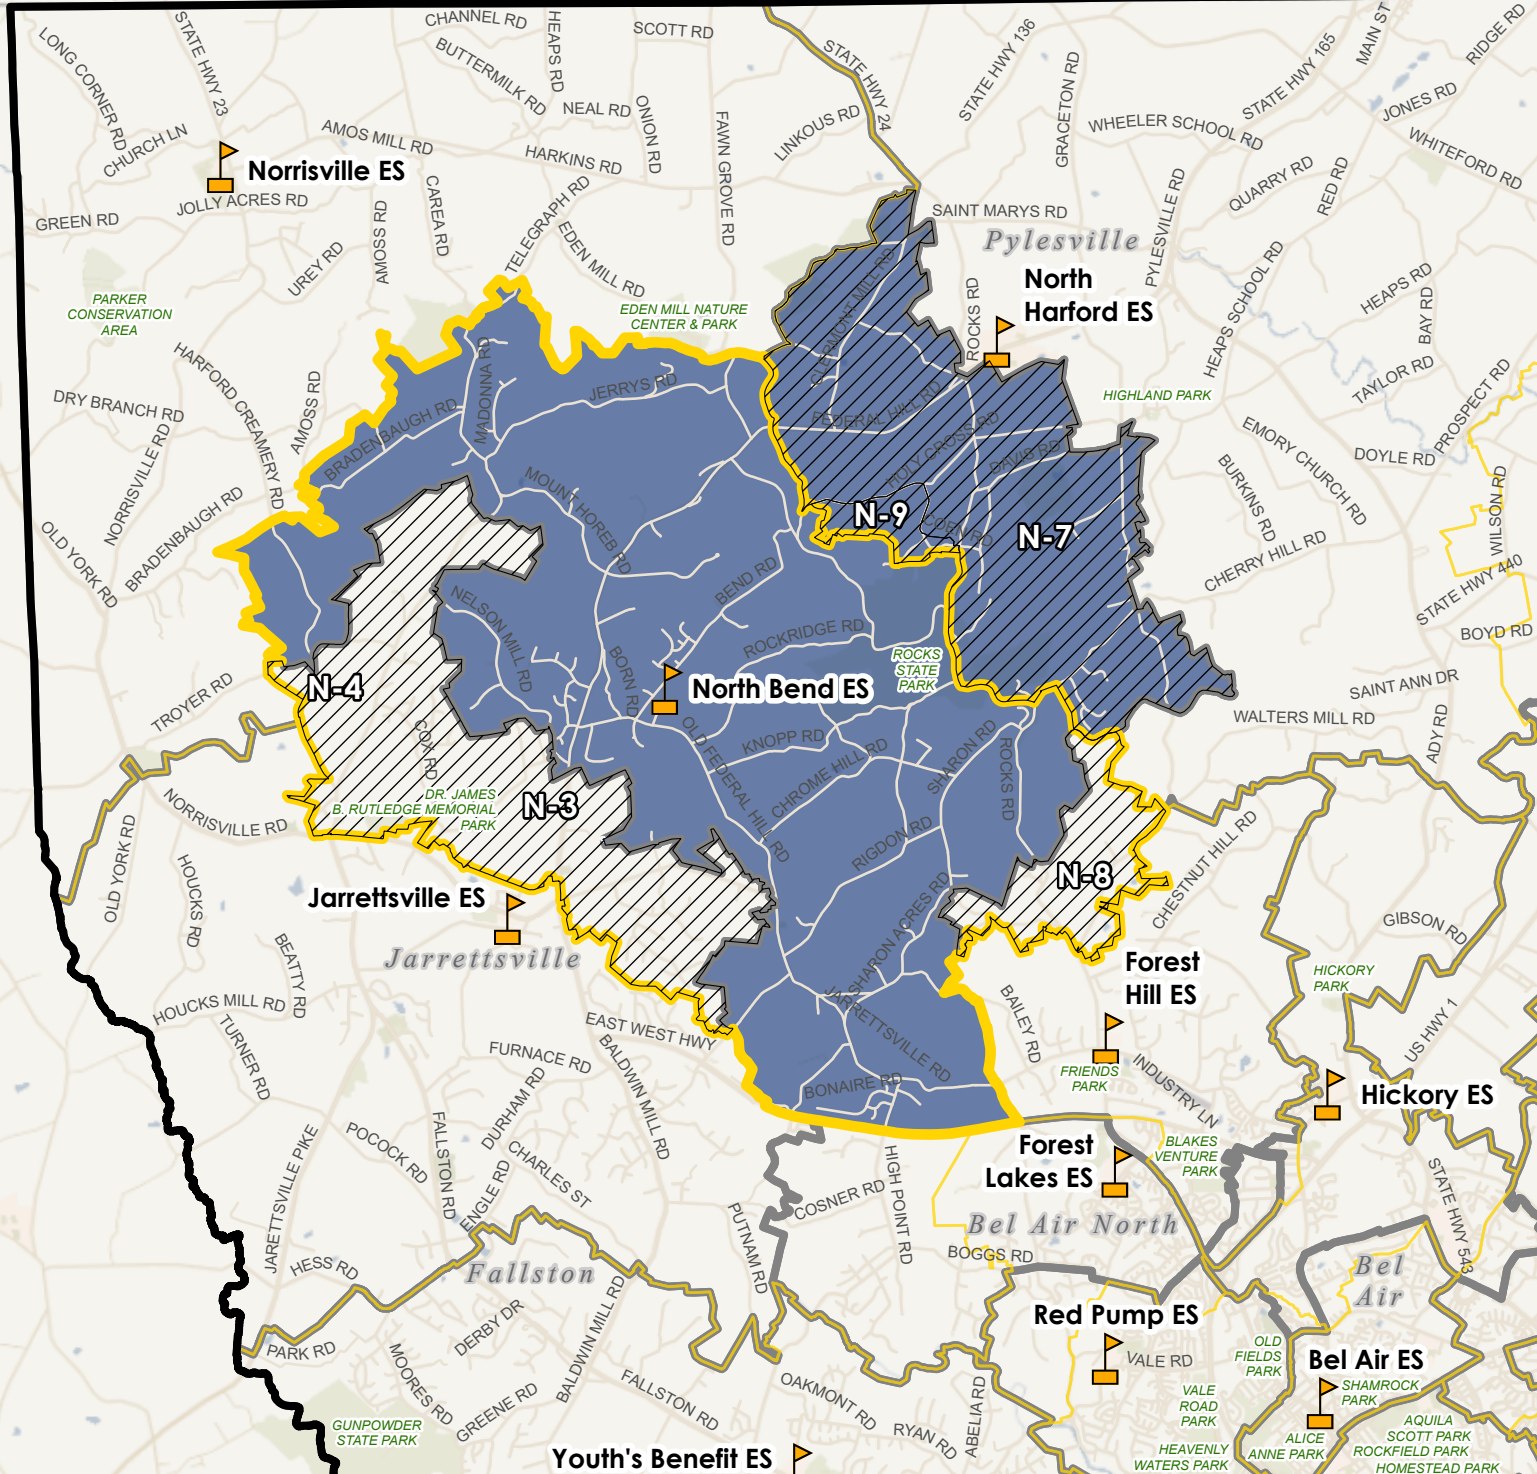 CHANNEL RD
HEAPS RD
SCOTT RD
STATE HWY 136
MAIN ST
RIDGE RD
LONG CORNER RD
STATE HWY 23
BUTTERMILK RD
STATE HWY 24
GRACETON RD
STATE HWY 165
JONES RD
NEAL RD
ONION RD
FAWN GROVE RD
LINKOUS RD
WHEELER SCHOOL RD
WHITEFORD RD
CHURCH LN
AMOS MILL RD
HARKINS RD
Norrisville ES
QUARRY RD
RED RD
GREEN RD
JOLLY ACRES RD
AMOSS RD
CAREA RD
TELEGRAPH RD
EDEN MILL RD
SAINT MARYS RD
PYLESVILLE RD
Pylesville
UREY RD
CLERMONT MILL RD
ROCKS RD
North
Harford ES
HEAPS SCHOOL RD
HEAPS RD
BAY RD
PARKER
CONSERVATION
AREA
EDEN MILL NATURE
CENTER & PARK
HARFORD CREAMERY RD
MADONNA RD
JERRYS RD
TAYLOR RD
PROSPECT RD
DRY BRANCH RD
AMOSS RD
BRADENBAUGH RD
FEDERAL HILL RD
HIGHLAND PARK
NORRISVILLE RD
HOLY CROSS RD
DAVIS RD
EMORY CHURCH RD
DOYLE RD
BRADENBAUGH RD
MOUNT HOREB RD
N-9
COEN RD
N-7
BURKINS RD
WILSON RD
OLD YORK RD
CHERRY HILL RD
STATE HWY 440
NELSON MILL RD
BEND RD
ROCKRIDGE RD
BOYD RD
N-4
BORN RD
North Bend ES
ROCKS
STATE
PARK
TROYER RD
SAINT ANN DR
WALTERS MILL RD
ADY RD
COX RD
OLD FEDERAL HILL RD
KNOPP RD
CHROME HILL RD
SHARON RD
ROCKS RD
DR. JAMES
B. RUTLEDGE MEMORIAL
PARK
N-3
NORRISVILLE RD
OLD YORK RD
RIGDON RD
CHESTNUT HILL RD
N-8
HOUCKS RD
Jarrettsville ES
Jarrettsville
SHARON ACRES RD
GIBSON RD
BEATTY RD
Forest
Hill ES
HICKORY
PARK
HOUCKS MILL RD
JARRETTSVILLE RD
BAILEY RD
US HWY 1
TURNER RD
EAST WEST HWY
FURNACE RD
BALDWIN MILL RD
FRIENDS
PARK
INDUSTRY LN
BONAIRE RD
Hickory ES
DURHAM RD
FALLSTON RD
JARETTSVILLE PIKE
POCOCK RD
CHARLES ST
ENGLE RD
HIGH POINT RD
Forest
Lakes ES
BLAKES
VENTURE
PARK
COSNER RD
PUTNAM RD
Bel Air North
STATE HWY 543
BOGGS RD
HESS RD
Fallston
Bel
Air
DERBY DR
BALDWIN MILL RD
Red Pump ES
PARK RD
MOORES RD
VALE RD
OLD
FIELDS
PARK
Bel Air ES
SHAMROCK
PARK
GREENE RD
FALLSTON RD
OAKMONT RD
ABELIARD RD
VALE
ROAD
PARK
RYAN RD
GUNPOWDER
STATE PARK
ALICE
ANNE PARK
AQUILA
SCOTT PARK
ROCKFIELD PARK
HOMESTEAD PARK
HEAVENLY
WATERS PARK
Youth's Benefit ES